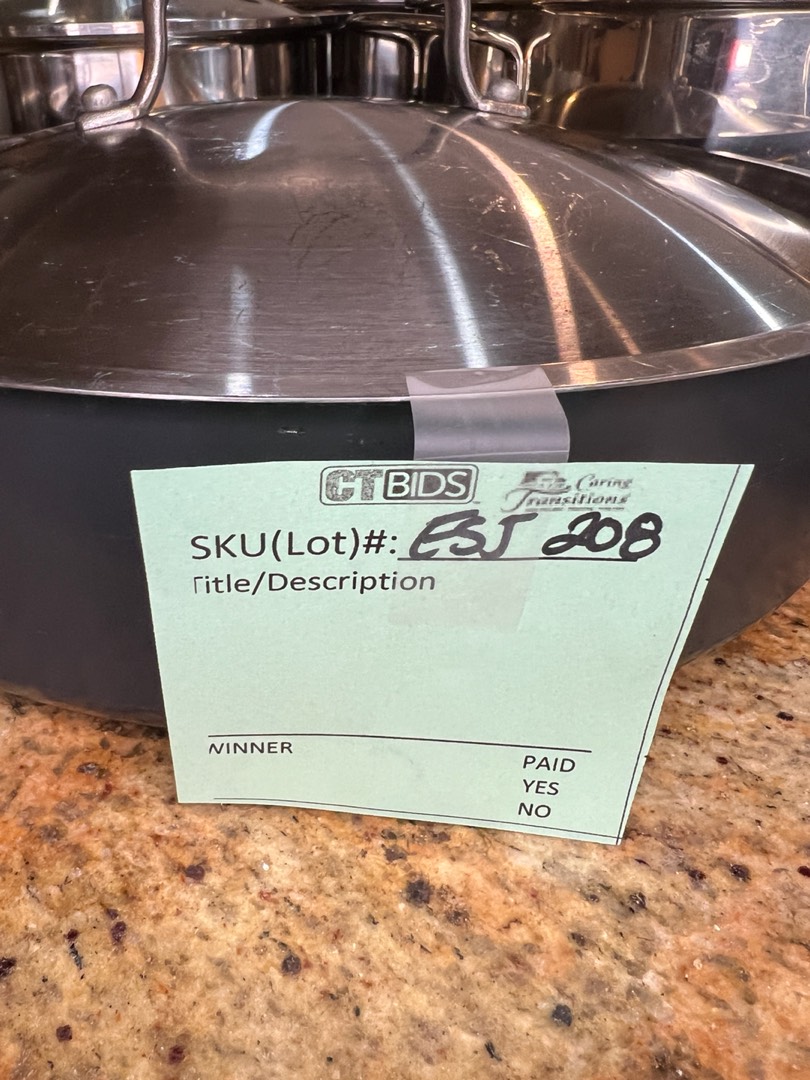 CTBIDS
Caring
Transitions
SKU(Lot)#: ESJ 208
Title/Description
WINNER
PAID
YES
NO